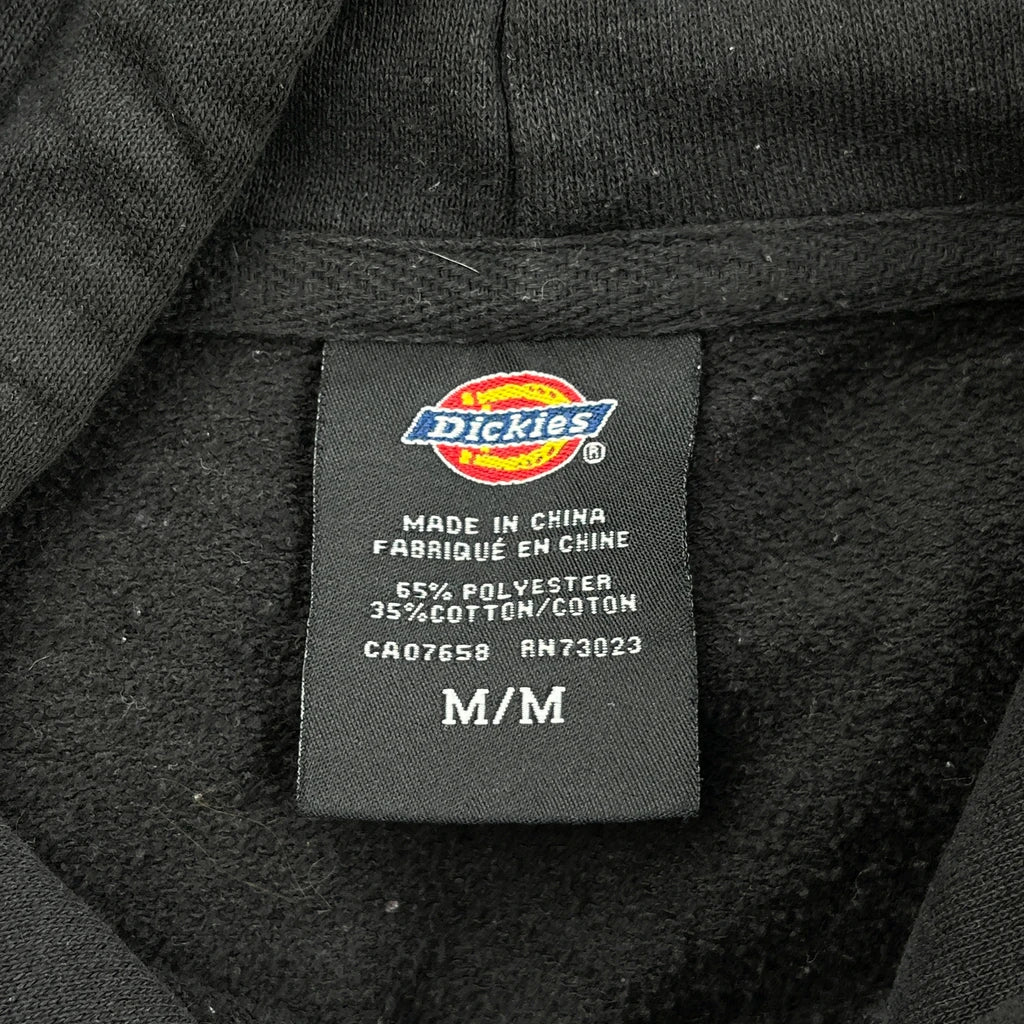 Dickies®
MADE IN CHINA
FABRIQUÉ EN CHINE
65% POLYESTER
35%COTTON/COTON
CA07658 RN73023
M/M